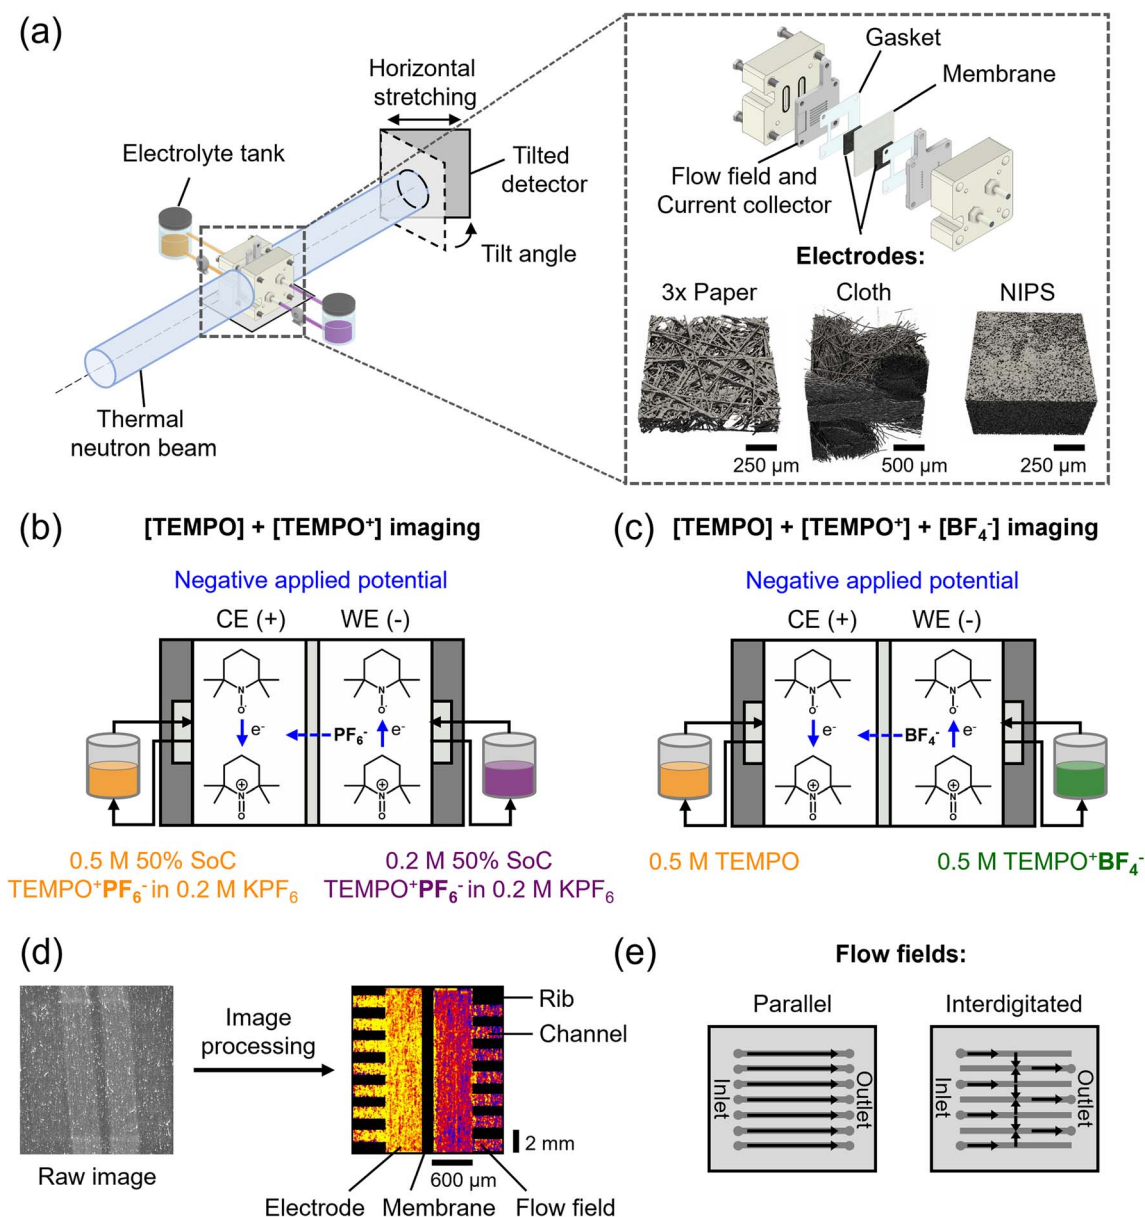 (a)
Horizontal
stretching
Electrolyte tank
Tilted
detector
Tilt angle
Thermal
neutron beam
Gasket
Membrane
Flow field and
Current collector
Electrodes:
3x Paper
Cloth
NIPS
250 µm
500 µm
250 µm
(b)
[TEMPO] + [TEMPO⁺] imaging
Negative applied potential
CE (+)
WE (-)
N
O·
N
O·
e⁻
PF₆⁻
e⁻
⊕
N
O
⊕
N
O
0.5 M 50% SoC
TEMPO⁺PF₆⁻ in 0.2 M KPF₆
0.2 M 50% SoC
TEMPO⁺PF₆⁻ in 0.2 M KPF₆
(c)
[TEMPO] + [TEMPO⁺] + [BF₄⁻] imaging
Negative applied potential
CE (+)
WE (-)
N
O·
N
O·
e⁻
BF₄⁻
e⁻
⊕
N
O
⊕
N
O
0.5 M TEMPO
0.5 M TEMPO⁺BF₄⁻
(d)
Image
processing
Raw image
Rib
Channel
2 mm
600 µm
Electrode
Membrane
Flow field
(e)
Flow fields:
Parallel
Inlet
Outlet
Interdigitated
Inlet
Outlet